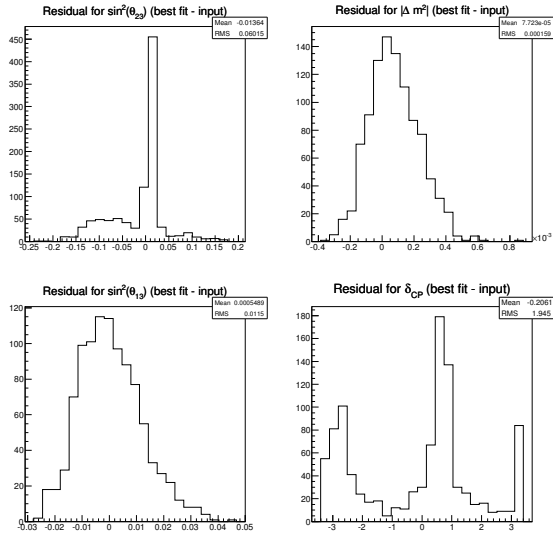 Residual for sin²(θ₂₃) (best fit - input)
Mean -0.01364
RMS 0.06015
450
400
350
300
250
200
150
100
50
0
-0.25 -0.2 -0.15 -0.1 -0.05 0 0.05 0.1 0.15 0.2
Residual for |Δ m²| (best fit - input)
Mean 7.723e-05
RMS 0.000159
140
120
100
80
60
40
20
0
-0.4 -0.2 0 0.2 0.4 0.6 0.8
×10⁻³
Residual for sin²(θ₁₃) (best fit - input)
Mean 0.0005489
RMS 0.0115
120
100
80
60
40
20
0
-0.03 -0.02 -0.01 0 0.01 0.02 0.03 0.04 0.05
Residual for δ_CP (best fit - input)
Mean -0.2061
RMS 1.945
180
160
140
120
100
80
60
40
20
0
-3 -2 -1 0 1 2 3